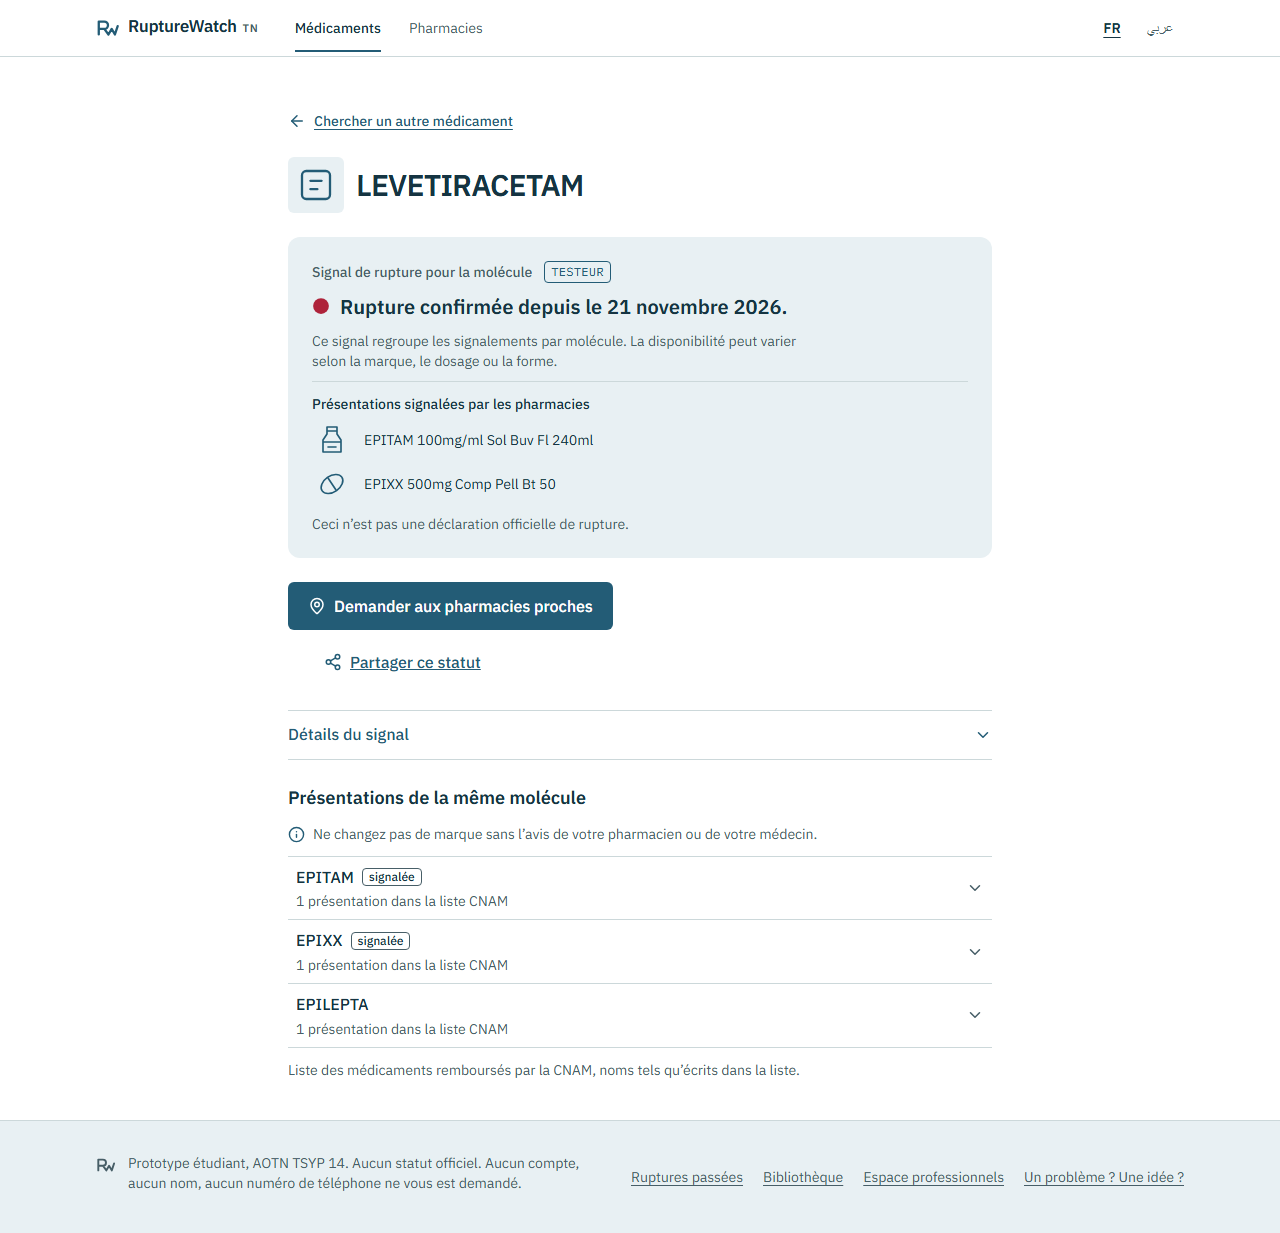 RuptureWatch TN
Médicaments
Pharmacies
FR
عربي
Chercher un autre médicament
LEVETIRACETAM
Signal de rupture pour la molécule
TESTEUR
Rupture confirmée depuis le 21 novembre 2026.
Ce signal regroupe les signalements par molécule. La disponibilité peut varier
selon la marque, le dosage ou la forme.
Présentations signalées par les pharmacies
EPITAM 100mg/ml Sol Buv Fl 240ml
EPIXX 500mg Comp Pell Bt 50
Ceci n’est pas une déclaration officielle de rupture.
Demander aux pharmacies proches
Partager ce statut
Détails du signal
Présentations de la même molécule
Ne changez pas de marque sans l’avis de votre pharmacien ou de votre médecin.
EPITAM signalée
1 présentation dans la liste CNAM
EPIXX signalée
1 présentation dans la liste CNAM
EPILEPTA
1 présentation dans la liste CNAM
Liste des médicaments remboursés par la CNAM, noms tels qu’écrits dans la liste.
Prototype étudiant, AOTN TSYP 14. Aucun statut officiel. Aucun compte,
aucun nom, aucun numéro de téléphone ne vous est demandé.
Ruptures passées
Bibliothèque
Espace professionnels
Un problème ? Une idée ?